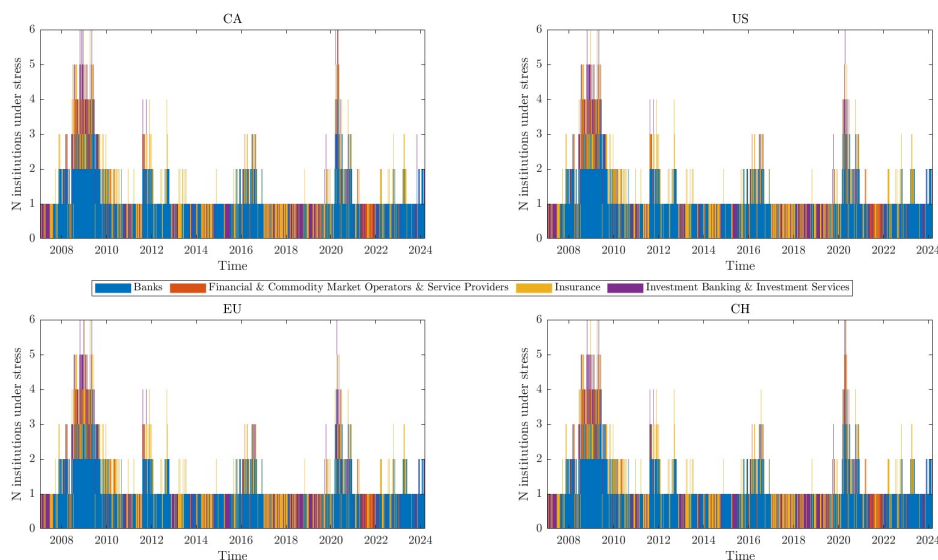 CA
N institutions under stress
6
5
4
3
2
1
0
2008 2010 2012 2014 2016 2018 2020 2022 2024
Time
US
N institutions under stress
6
5
4
3
2
1
0
2008 2010 2012 2014 2016 2018 2020 2022 2024
Time
Banks Financial & Commodity Market Operators & Service Providers Insurance Investment Banking & Investment Services
EU
N institutions under stress
6
5
4
3
2
1
0
2008 2010 2012 2014 2016 2018 2020 2022 2024
Time
CH
N institutions under stress
6
5
4
3
2
1
0
2008 2010 2012 2014 2016 2018 2020 2022 2024
Time